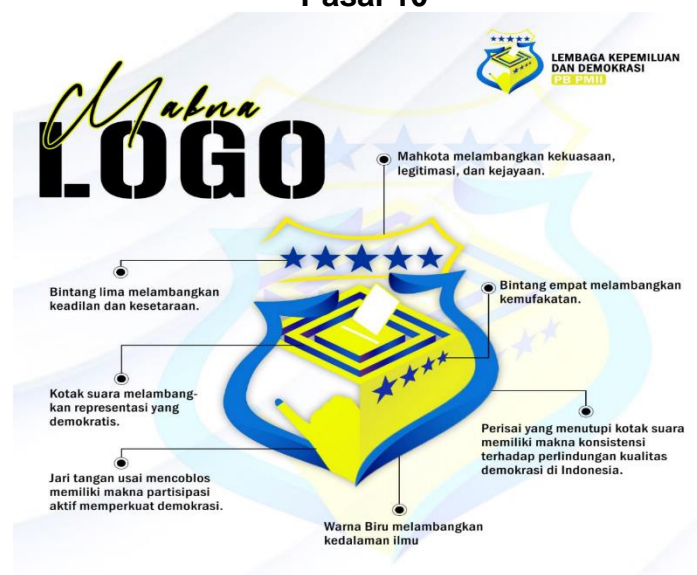 Pasal 10
LEMBAGA KEPEMILUAN
DAN DEMOKRASI
PB PMII
Makna
LOGO
Mahkota melambangkan kekuasaan,
legitimasi, dan kejayaan.
Bintang lima melambangkan
keadilan dan kesetaraan.
Bintang empat melambangkan
kemufakatan.
Kotak suara melambang-
kan representasi yang
demokratis.
Perisai yang menutupi kotak suara
memiliki makna konsistensi
terhadap perlindungan kualitas
demokrasi di Indonesia.
Jari tangan usai mencoblos
memiliki makna partisipasi
aktif memperkuat demokrasi.
Warna Biru melambangkan
kedalaman ilmu